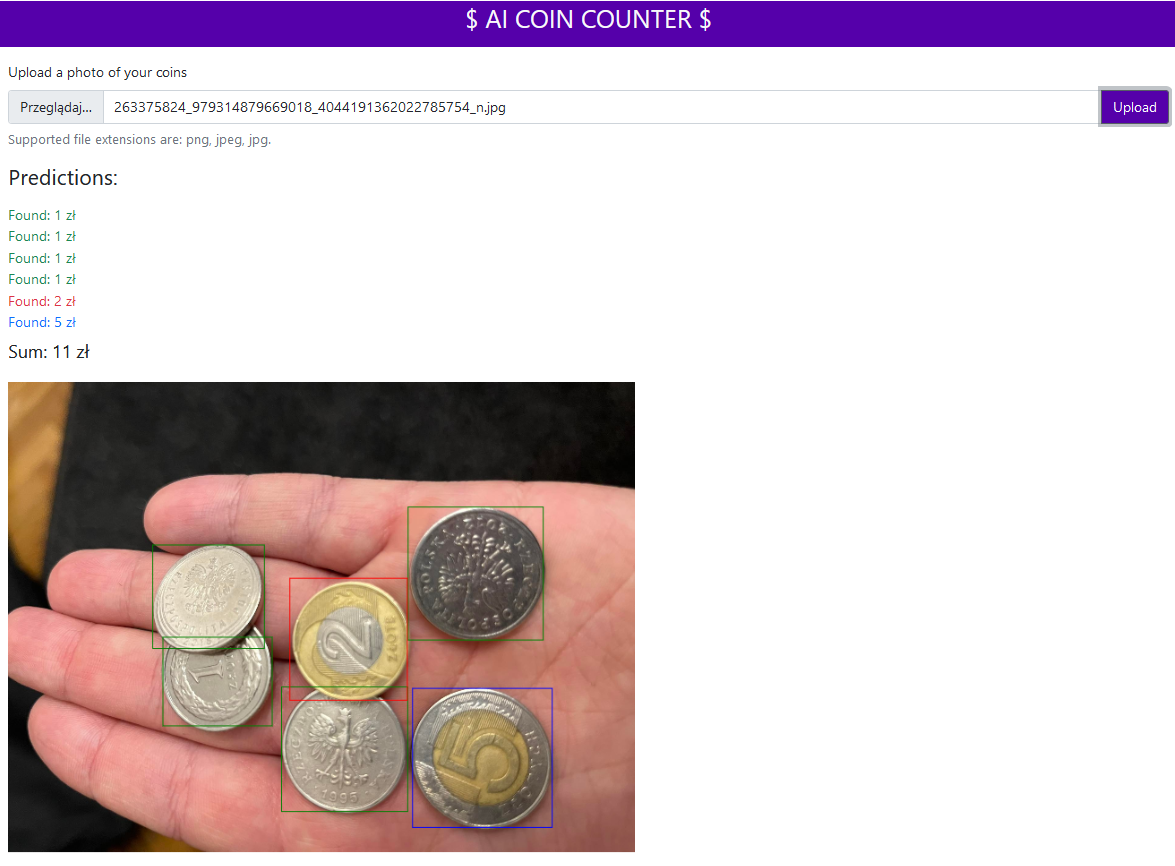 $ AI COIN COUNTER $
Upload a photo of your coins
Przeglądaj... 263375824_979314879669018_4044191362022785754_n.jpg Upload
Supported file extensions are: png, jpeg, jpg.
Predictions:
Found: 1 zł
Found: 1 zł
Found: 1 zł
Found: 1 zł
Found: 2 zł
Found: 5 zł
Sum: 11 zł
1
2
ZŁOTE
1995
5